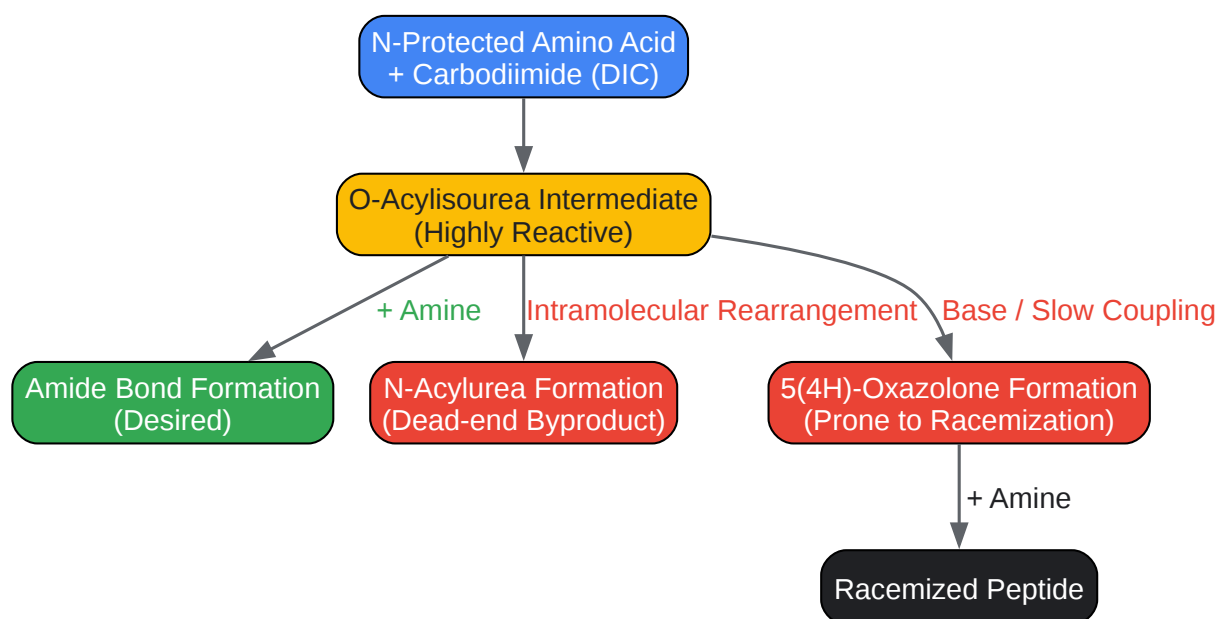 N-Protected Amino Acid
+ Carbodiimide (DIC)
O-Acylisourea Intermediate
(Highly Reactive)
+ Amine
Intramolecular Rearrangement
Base / Slow Coupling
Amide Bond Formation
(Desired)
N-Acylurea Formation
(Dead-end Byproduct)
5(4H)-Oxazolone Formation
(Prone to Racemization)
+ Amine
Racemized Peptide